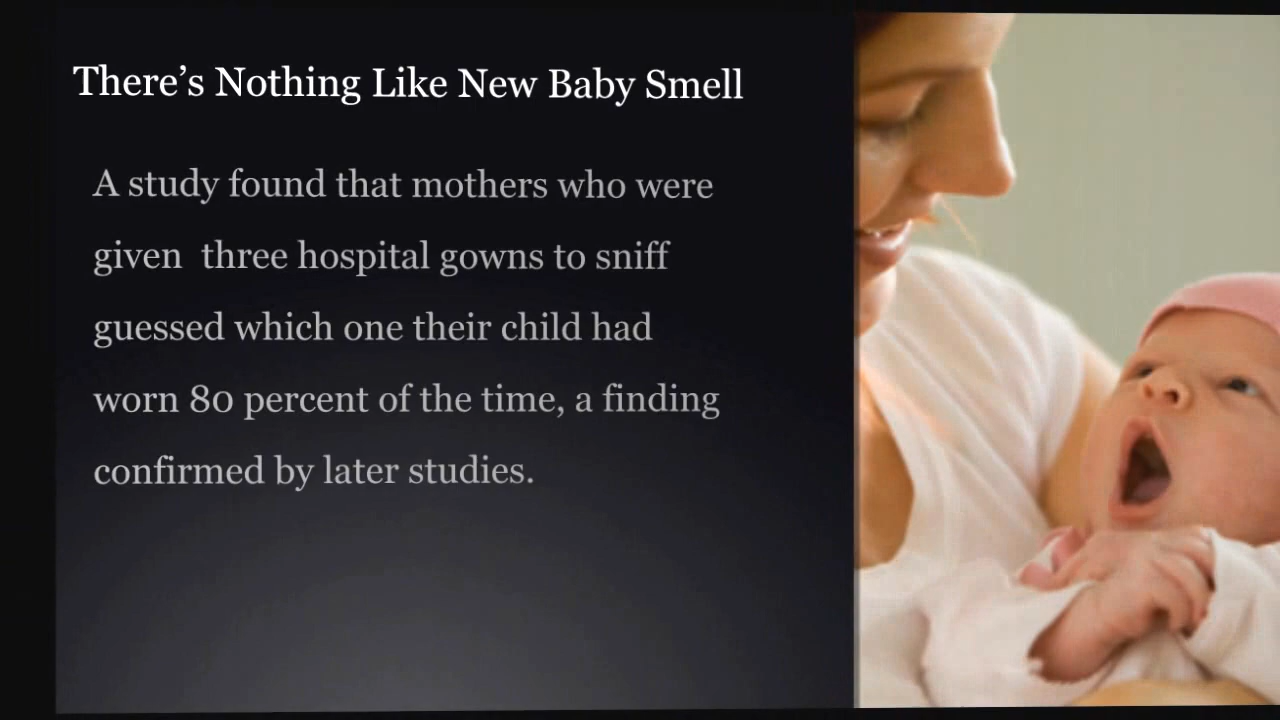 There’s Nothing Like New Baby Smell
A study found that mothers who were
given  three hospital gowns to sniff
guessed which one their child had
worn 80 percent of the time, a finding
confirmed by later studies.